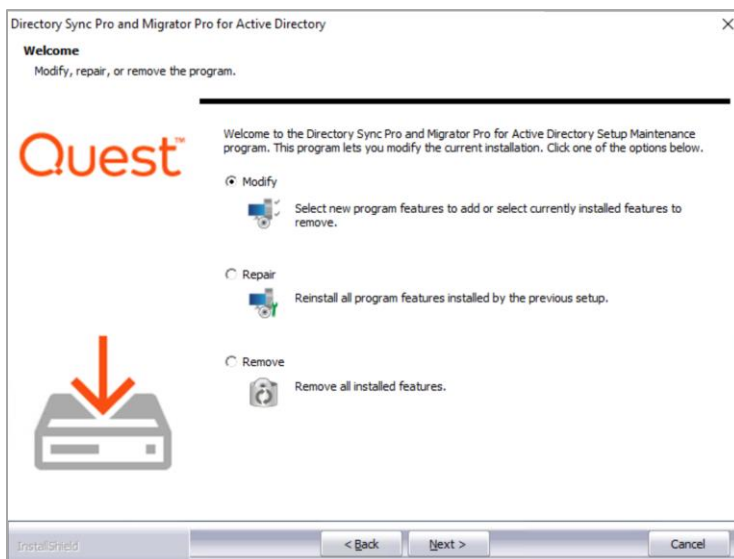 Directory Sync Pro and Migrator Pro for Active Directory
Welcome
Modify, repair, or remove the program.
Quest™
Welcome to the Directory Sync Pro and Migrator Pro for Active Directory Setup Maintenance
program. This program lets you modify the current installation. Click one of the options below.
Modify
Select new program features to add or select currently installed features to
remove.
Repair
Reinstall all program features installed by the previous setup.
Remove
Remove all installed features.
InstallShield
< Back
Next >
Cancel